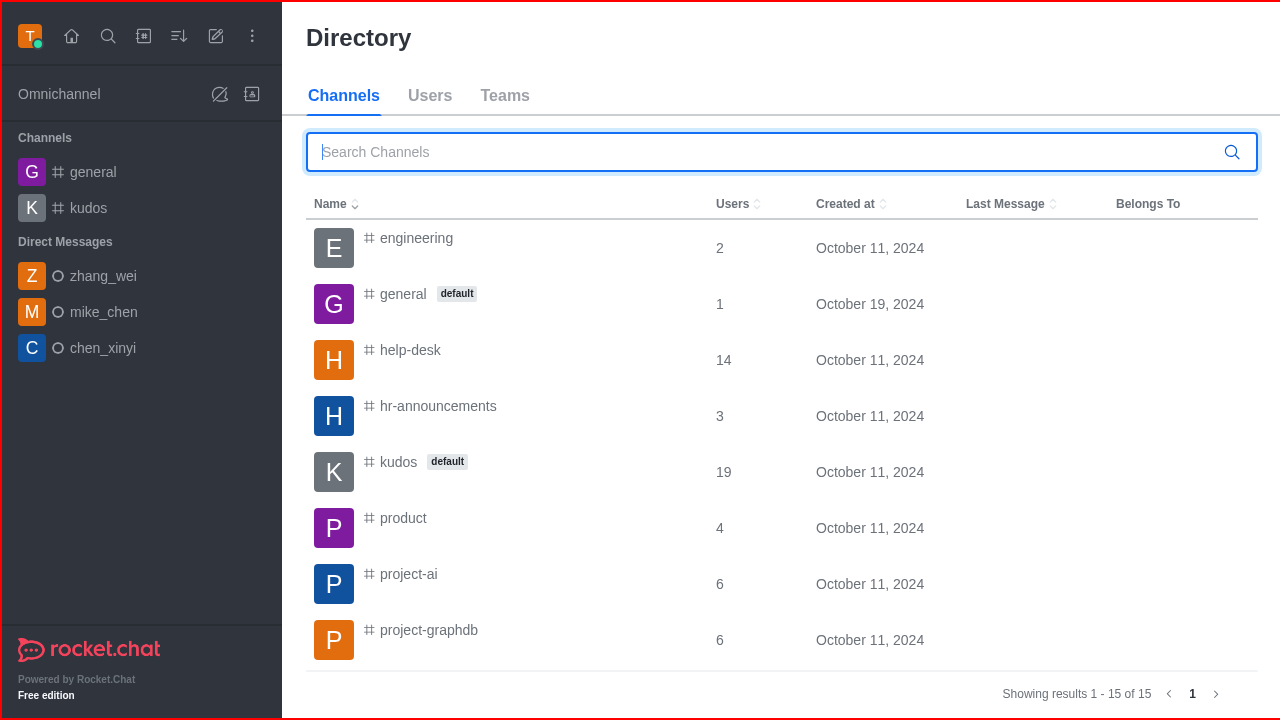 T
Directory
Omnichannel
Channels Users Teams
Channels
Search Channels
G general
K kudos
Direct Messages
Z zhang_wei
M mike_chen
C chen_xinyi
Name Users Created at Last Message Belongs To
E engineering 2 October 11, 2024
G general default 1 October 19, 2024
H help-desk 14 October 11, 2024
H hr-announcements 3 October 11, 2024
K kudos default 19 October 11, 2024
P product 4 October 11, 2024
P project-ai 6 October 11, 2024
P project-graphdb 6 October 11, 2024
rocket.chat
Powered by Rocket.Chat
Free edition
Showing results 1 - 15 of 15 1